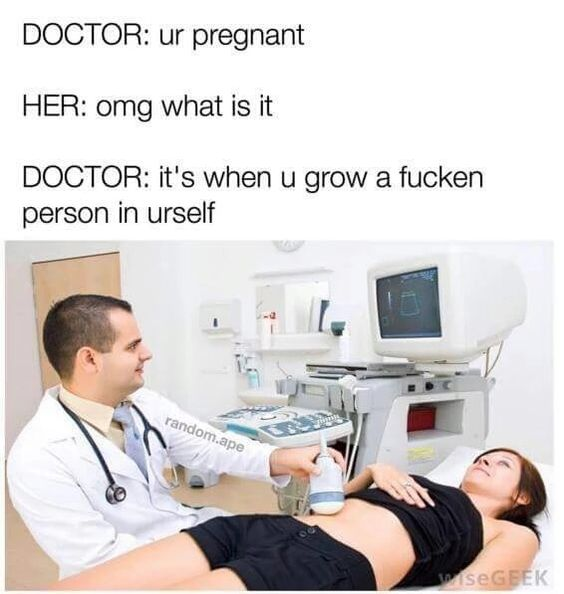 DOCTOR: ur pregnant
HER: omg what is it
DOCTOR: it's when u grow a fucken
person in urself
random.ape
wiseGEEK